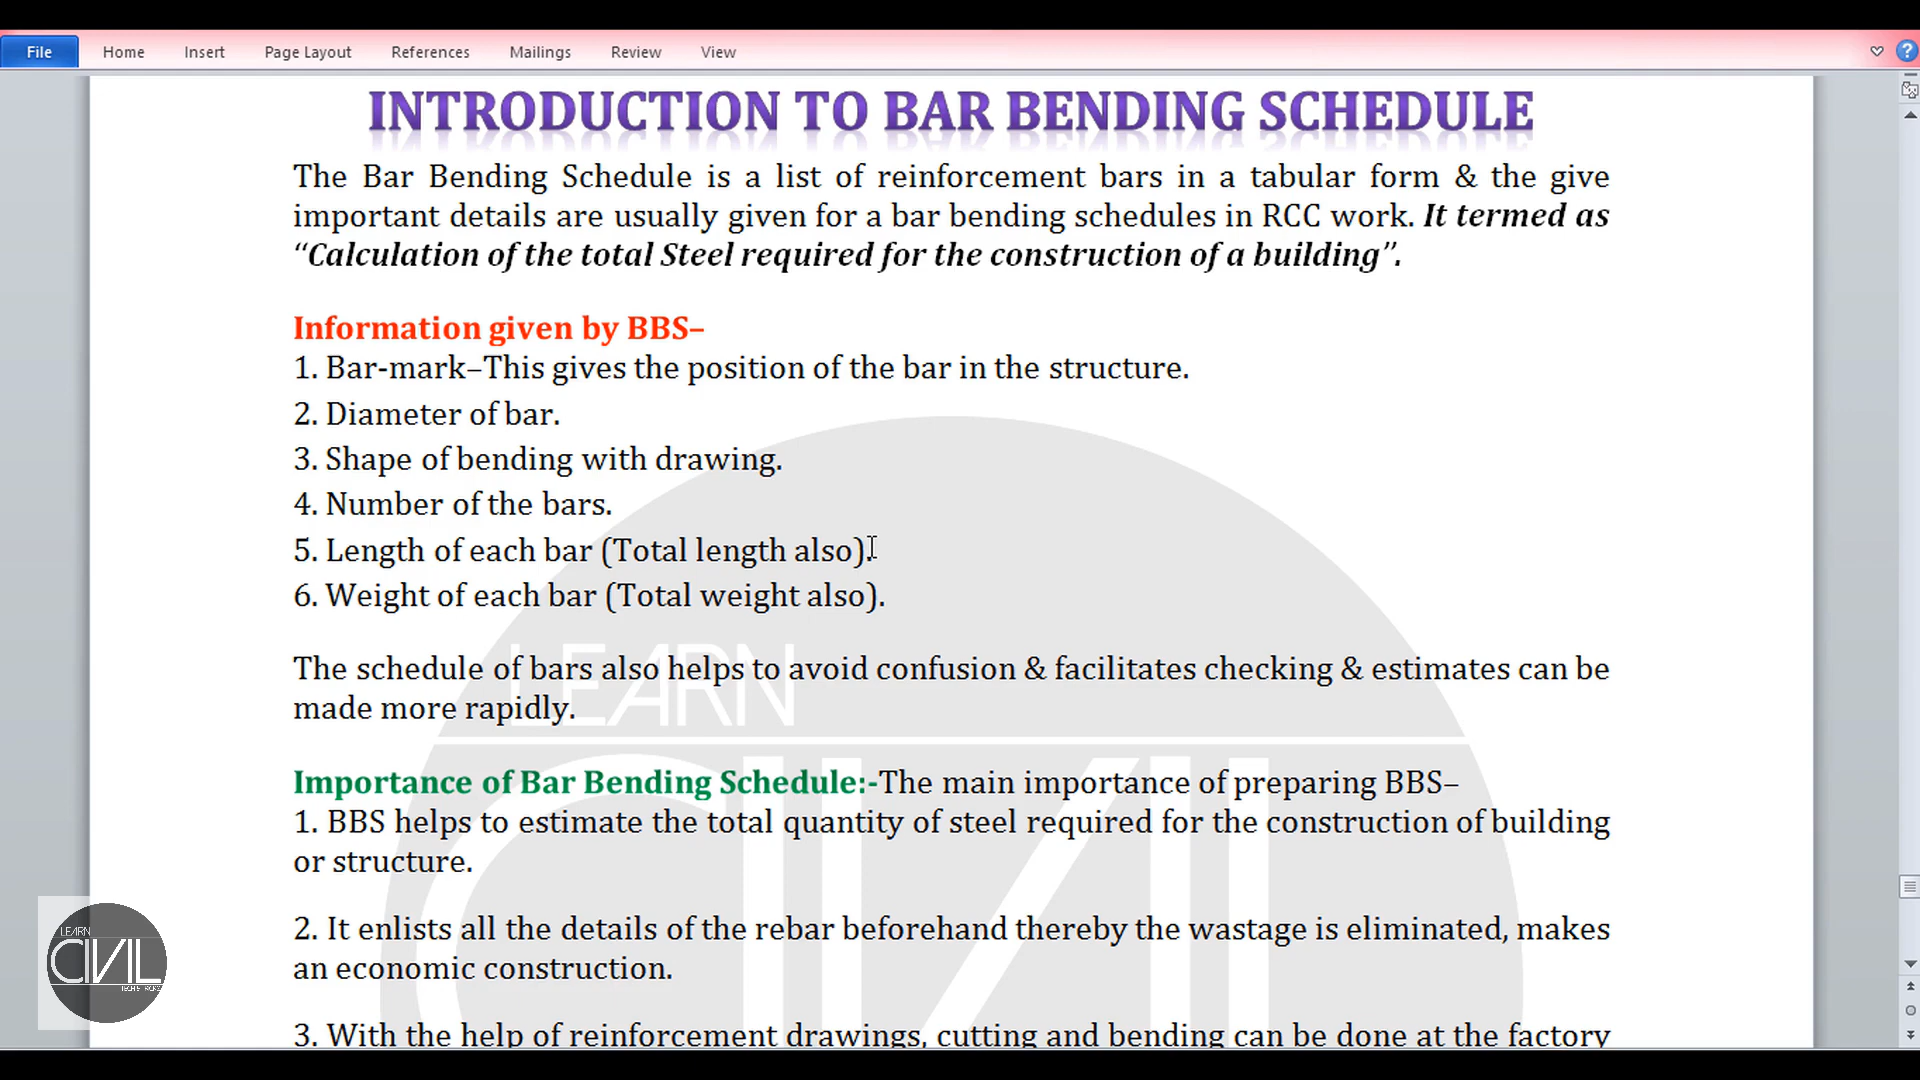 File Home Insert Page Layout References Mailings Review View
INTRODUCTION TO BAR BENDING SCHEDULE
The Bar Bending Schedule is a list of reinforcement bars in a tabular form & the give
important details are usually given for a bar bending schedules in RCC work. It termed as
“Calculation of the total Steel required for the construction of a building”.
Information given by BBS–
1. Bar-mark–This gives the position of the bar in the structure.
2. Diameter of bar.
3. Shape of bending with drawing.
4. Number of the bars.
5. Length of each bar (Total length also).
6. Weight of each bar (Total weight also).
The schedule of bars also helps to avoid confusion & facilitates checking & estimates can be
made more rapidly.
Importance of Bar Bending Schedule:-The main importance of preparing BBS–
1. BBS helps to estimate the total quantity of steel required for the construction of building
or structure.
2. It enlists all the details of the rebar beforehand thereby the wastage is eliminated, makes
an economic construction.
3. With the help of reinforcement drawings, cutting and bending can be done at the factory
LEARN
CIVIL
LEARN
CIVIL